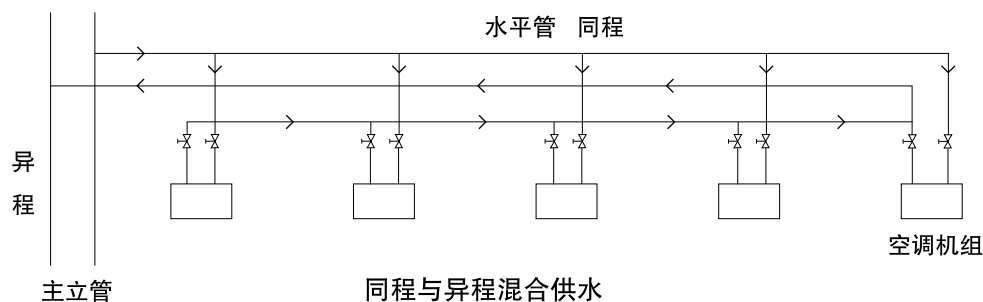 水平管 同程
异
程
空调机组
主立管
同程与异程混合供水